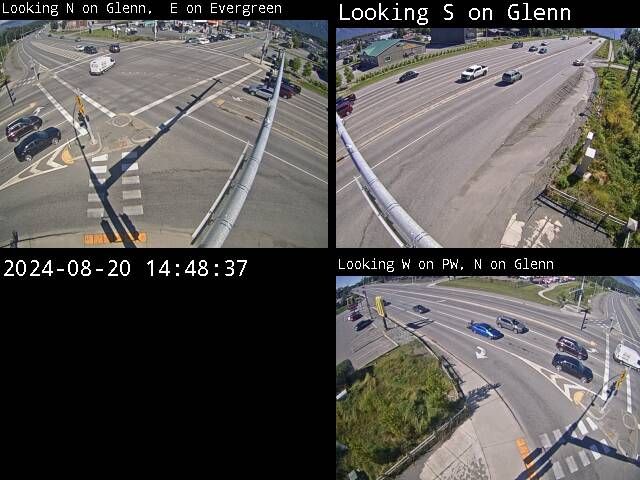 Looking N on Glenn, E on Evergreen
Looking S on Glenn
2024-08-20 14:48:37
Looking W on PW, N on Glenn